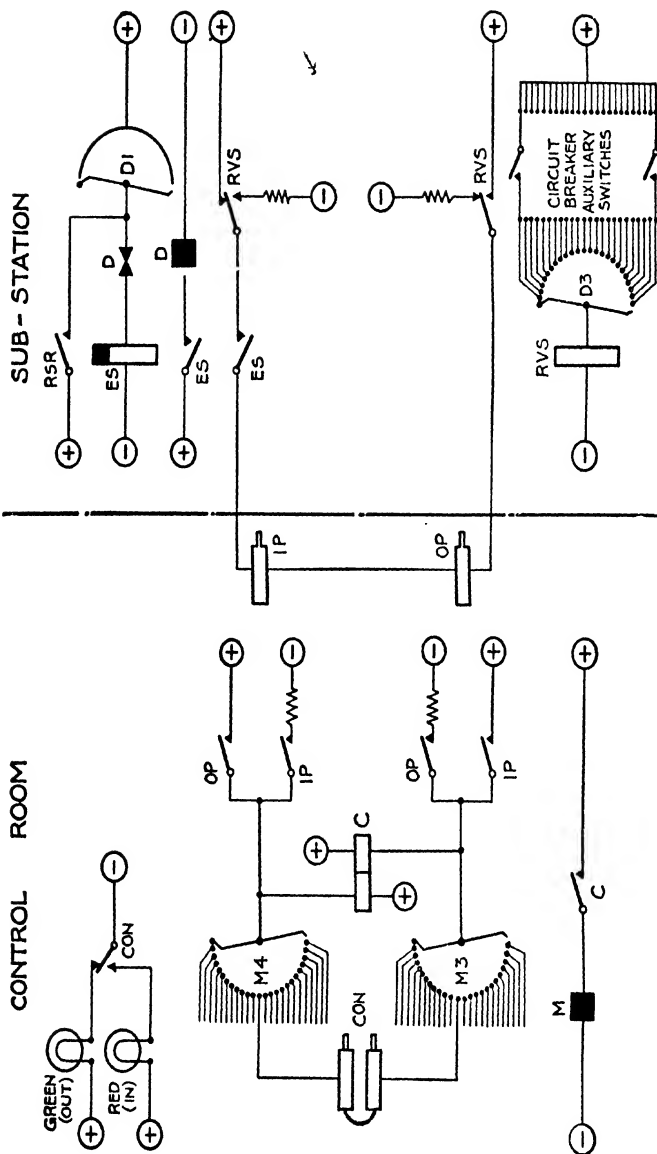 CONTROL ROOM
GREEN
(OUT)
RED
(IN)
CON
OP
IP
M4
C
CON
M3
OP
IP
M
C
SUB-STATION
RSR
ES
D
D1
ES
D
ES
RVS
IP
OP
RVS
RVS
D3
CIRCUIT
BREAKER
AUXILIARY
SWITCHES